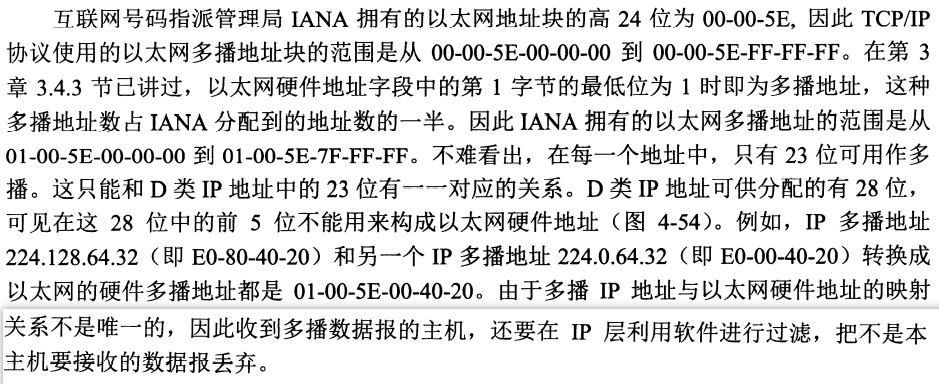 互联网号码指派管理局 IANA 拥有的以太网地址块的高 24 位为 00-00-5E, 因此 TCP/IP
协议使用的以太网多播地址块的范围是从 00-00-5E-00-00-00 到 00-00-5E-FF-FF-FF。在第 3
章 3.4.3 节已讲过，以太网硬件地址字段中的第 1 字节的最低位为 1 时即为多播地址，这种
多播地址数占 IANA 分配到的地址数的一半。因此 IANA 拥有的以太网多播地址的范围是从
01-00-5E-00-00-00 到 01-00-5E-7F-FF-FF。不难看出，在每一个地址中，只有 23 位可用作多
播。这只能和 D 类 IP 地址中的 23 位有一一对应的关系。D 类 IP 地址可供分配的有 28 位，
可见在这 28 位中的前 5 位不能用来构成以太网硬件地址（图 4-54）。例如，IP 多播地址
224.128.64.32（即 E0-80-40-20）和另一个 IP 多播地址 224.0.64.32（即 E0-00-40-20）转换成
以太网的硬件多播地址都是 01-00-5E-00-40-20。由于多播 IP 地址与以太网硬件地址的映射
关系不是唯一的，因此收到多播数据报的主机，还要在 IP 层利用软件进行过滤，把不是本
主机要接收的数据报丢弃。